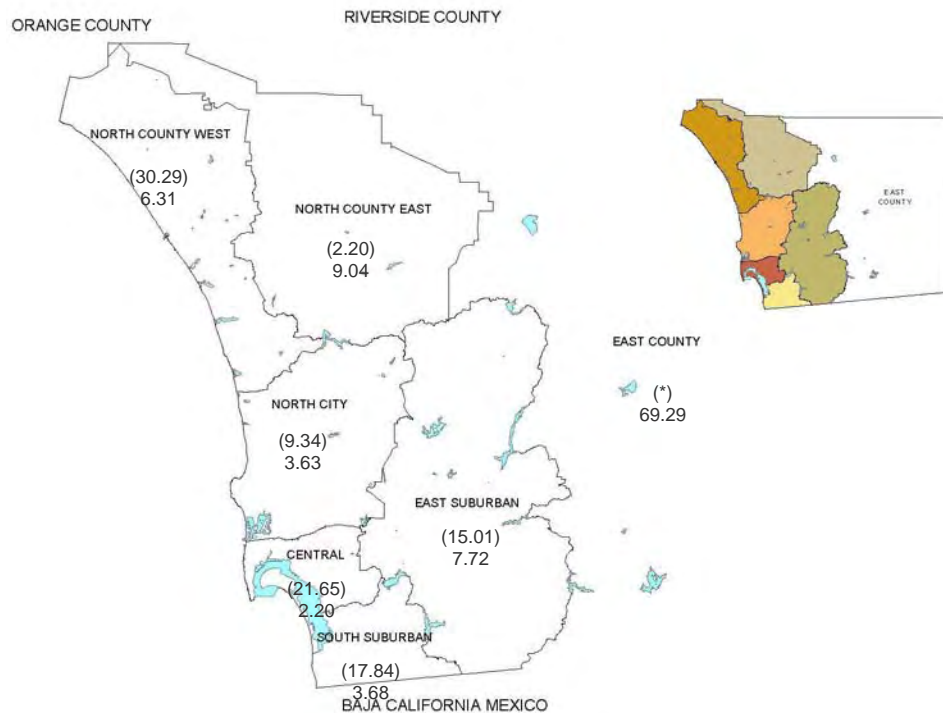 RIVERSIDE COUNTY
ORANGE COUNTY
NORTH COUNTY WEST
(30.29)
6.31
NORTH COUNTY EAST
(2.20)
9.04
EAST
COUNTY
EAST COUNTY
(*)
69.29
NORTH CITY
(9.34)
3.63
EAST SUBURBAN
(15.01)
7.72
CENTRAL
(21.65)
2.20
SOUTH SUBURBAN
(17.84)
3.68
BAJA CALIFORNIA MEXICO